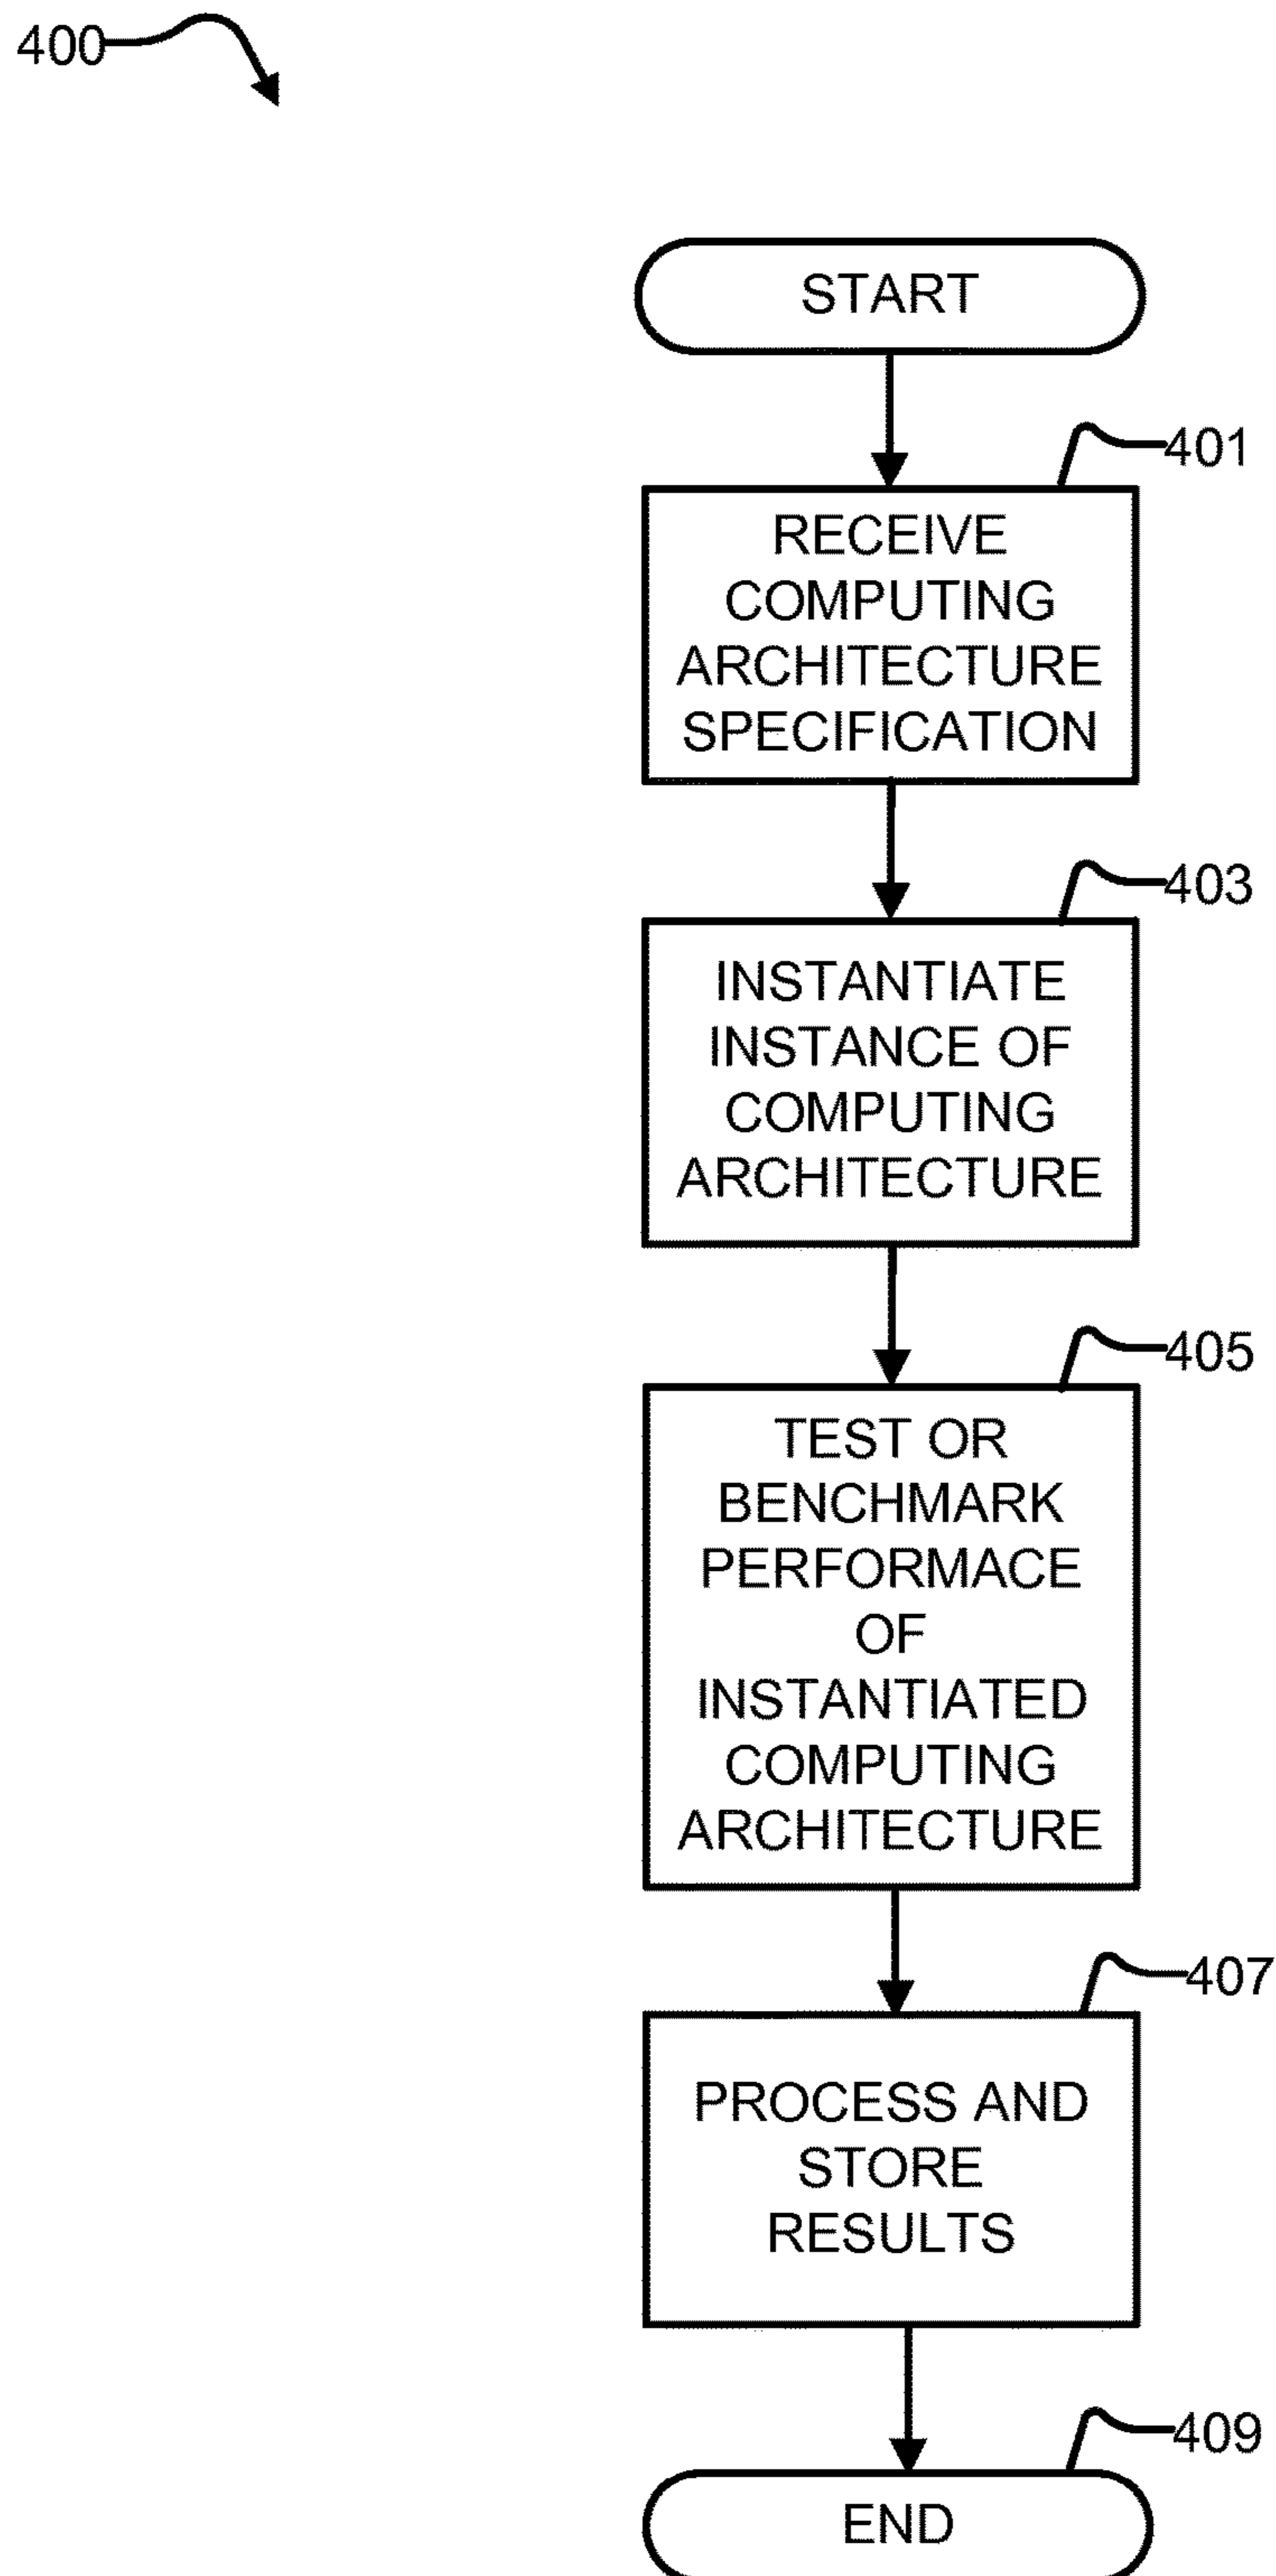 400
START
401
RECEIVE
COMPUTING
ARCHITECTURE
SPECIFICATION
403
INSTANTIATE
INSTANCE OF
COMPUTING
ARCHITECTURE
405
TEST OR
BENCHMARK
PERFORMACE
OF
INSTANTIATED
COMPUTING
ARCHITECTURE
407
PROCESS AND
STORE
RESULTS
409
END